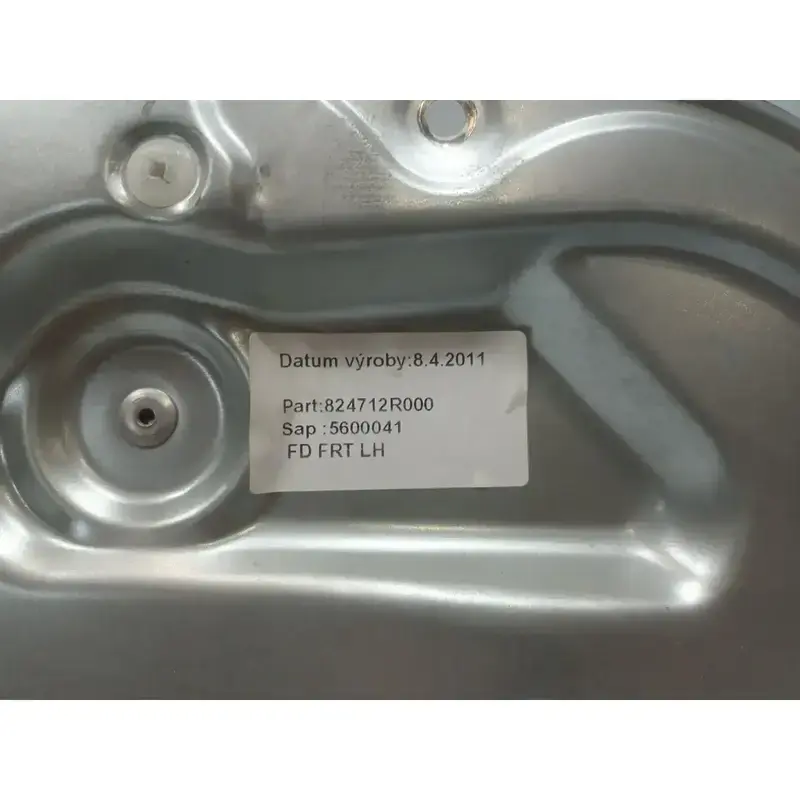 Datum výroby:8.4.2011
Part:824712R000
Sap :5600041
FD FRT LH